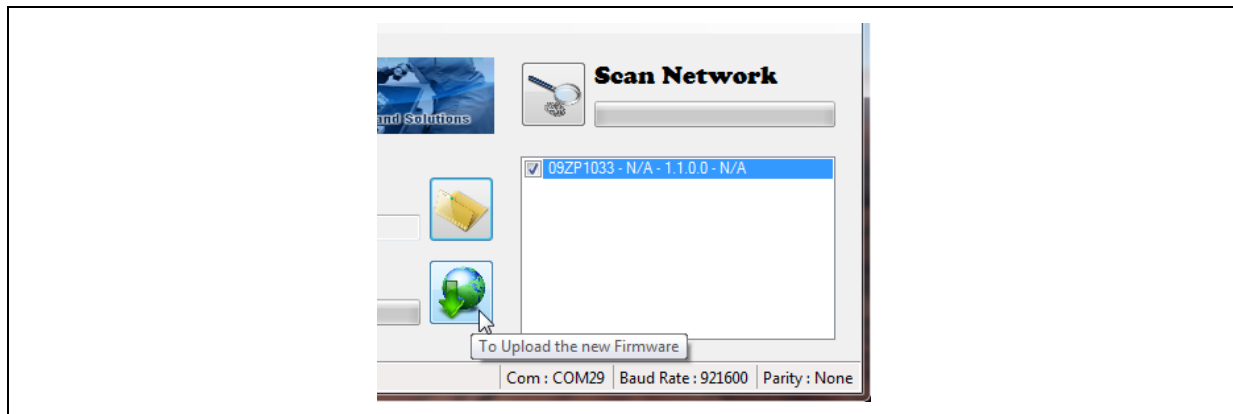 Scan Network
and Solutions
09ZP1033 - N/A - 1.1.0.0 - N/A
To Upload the new Firmware
Com : COM29 Baud Rate : 921600 Parity : None